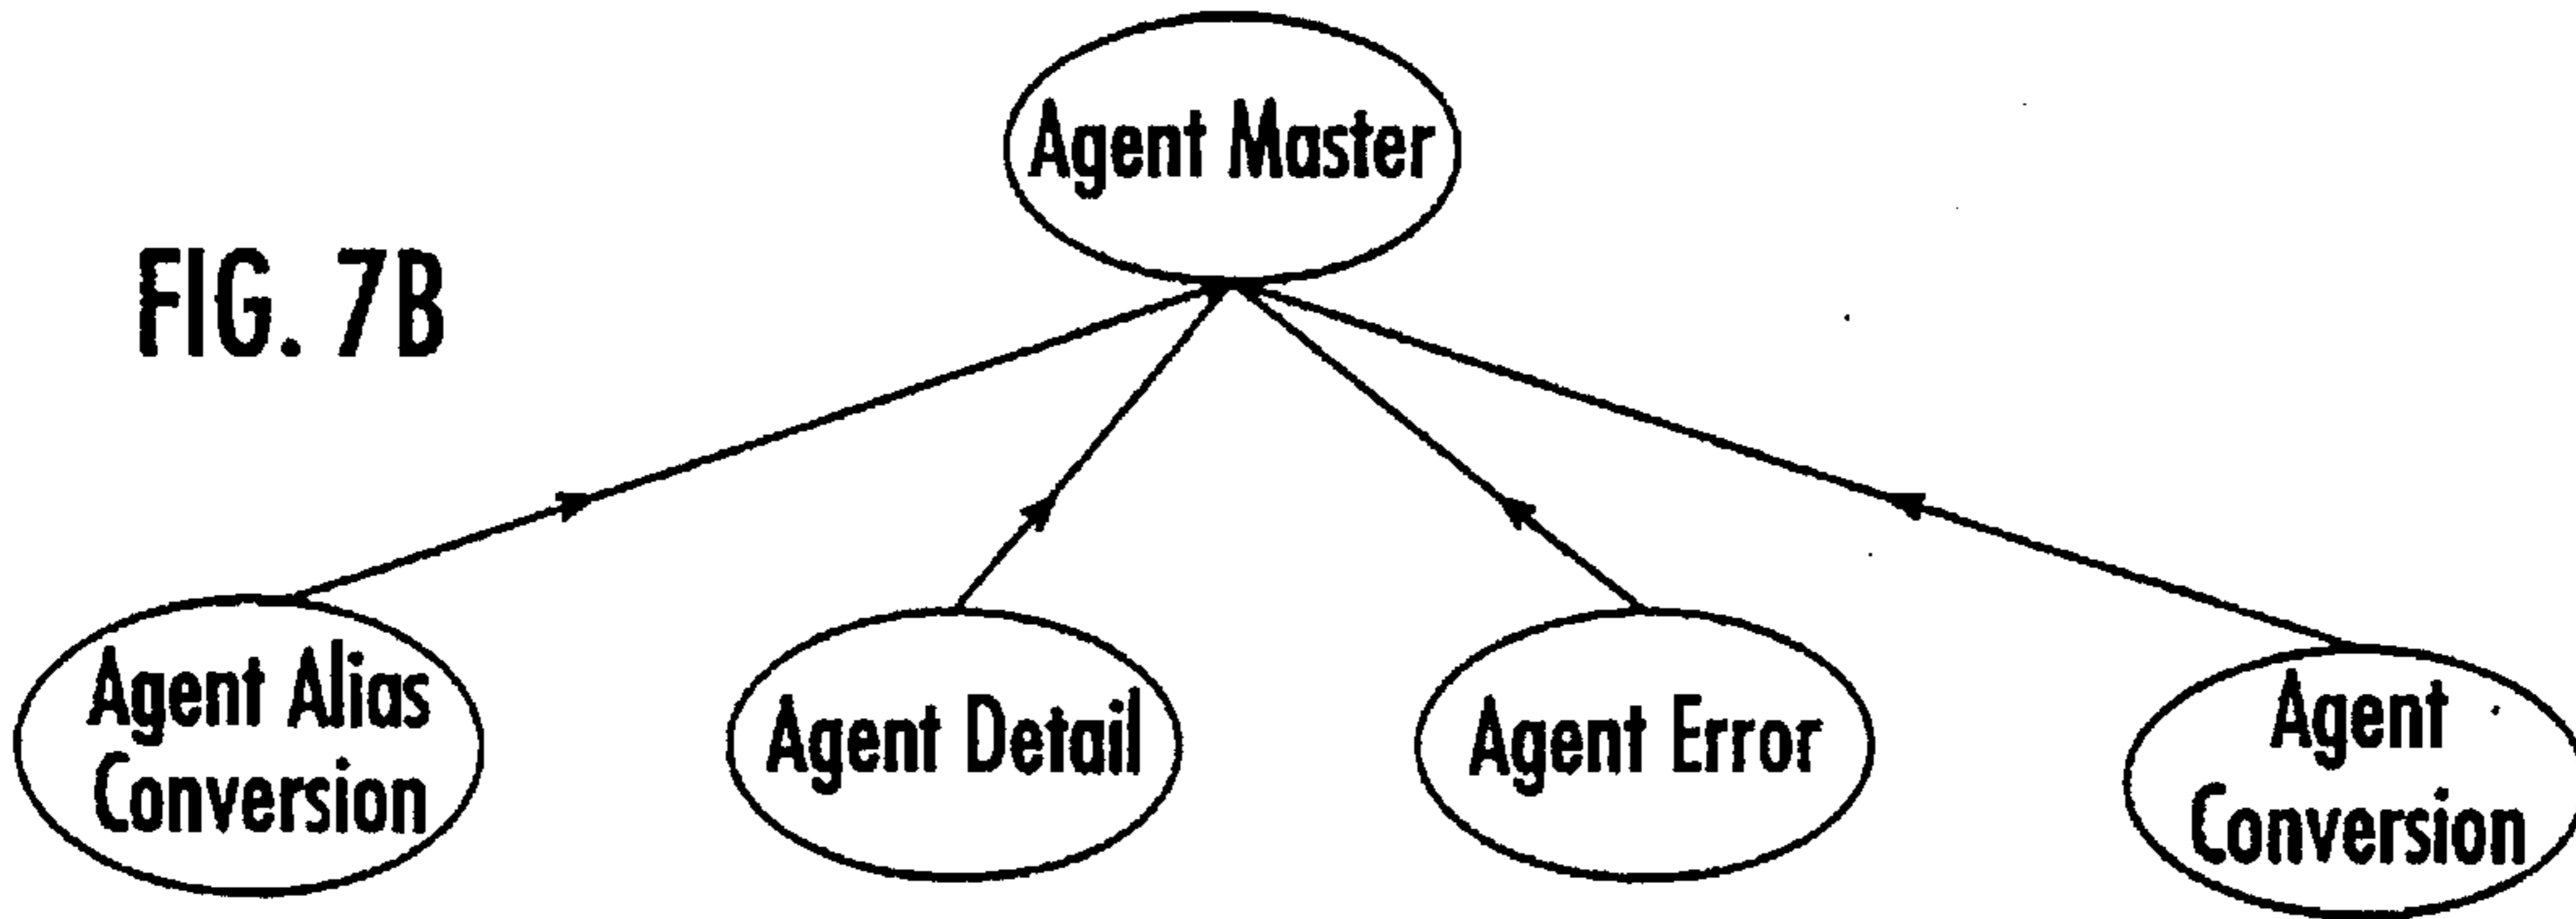 Agent Master
FIG. 7B
Agent Alias
Conversion
Agent Detail
Agent Error
Agent
Conversion